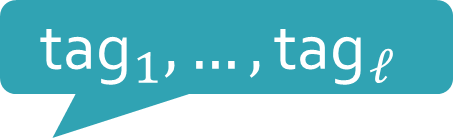 tag₁, ... , tagℓ